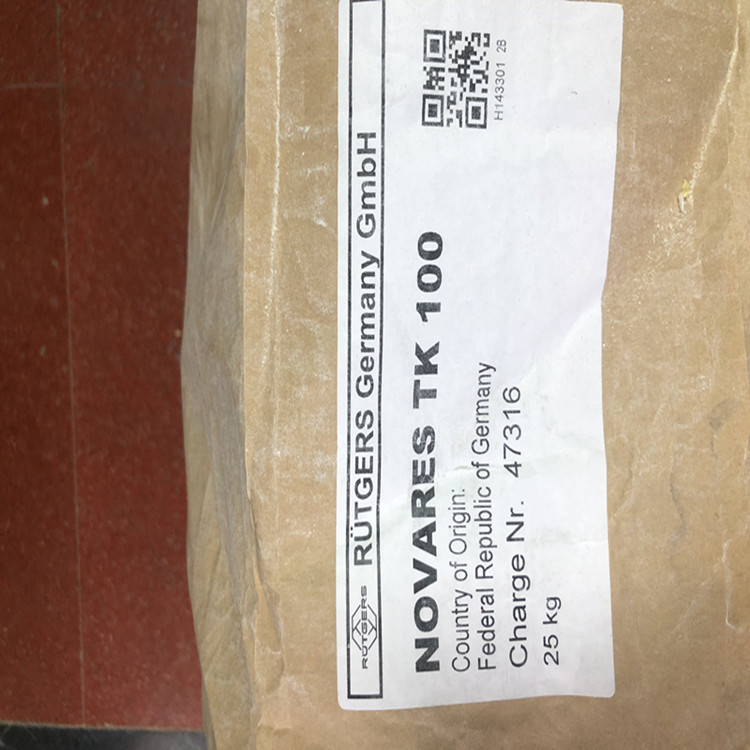 RÜTGERS
RÜTGERS Germany GmbH
NOVARES TK 100
Country of Origin:
Federal Republic of Germany
Charge Nr. 47316
25 kg
H143301 2B